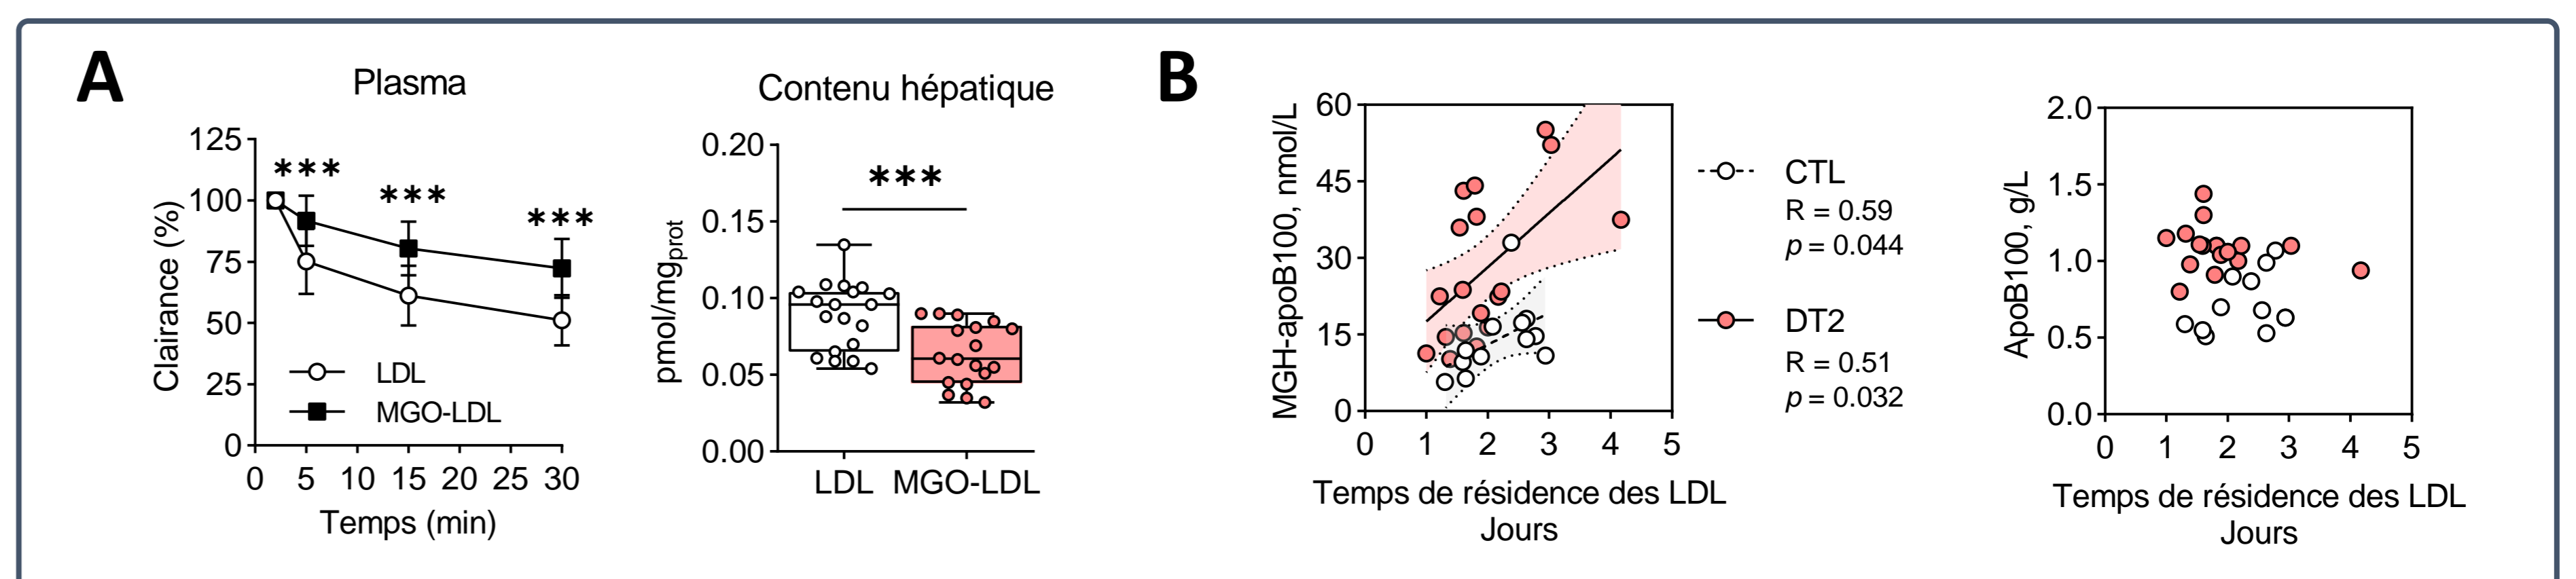 A
Plasma
Clairance (%)
125
100
75
50
25
0
***
***
***
LDL
MGO-LDL
0 5 10 15 20 25 30
Temps (min)
Contenu hépatique
pmol/mgprot
0.20
0.15
0.10
0.05
0.00
***
LDL MGO-LDL
B
MGH-apoB100, nmol/L
60
45
30
15
0
0 1 2 3 4 5
Temps de résidence des LDL
Jours
CTL
R = 0.59
p = 0.044
DT2
R = 0.51
p = 0.032
ApoB100, g/L
2.0
1.5
1.0
0.5
0.0
0 1 2 3 4 5
Temps de résidence des LDL
Jours